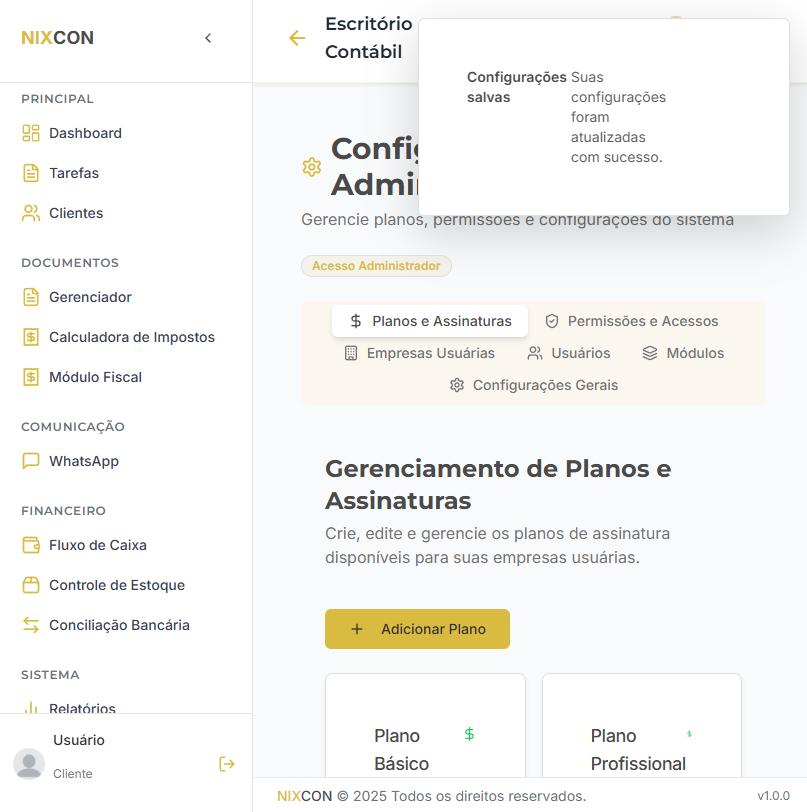 NIXCON
PRINCIPAL
Dashboard
Tarefas
Clientes
DOCUMENTOS
Gerenciador
Calculadora de Impostos
Módulo Fiscal
COMUNICAÇÃO
WhatsApp
FINANCEIRO
Fluxo de Caixa
Controle de Estoque
Conciliação Bancária
SISTEMA
Relatórios
Usuário
Cliente
Escritório
Contábil
Configurações
salvas
Suas
configurações
foram
atualizadas
com sucesso.
Gerencie planos, permissões e configurações do sistema
Acesso Administrador
Planos e Assinaturas
Permissões e Acessos
Empresas Usuárias
Usuários
Módulos
Configurações Gerais
Gerenciamento de Planos e
Assinaturas
Crie, edite e gerencie os planos de assinatura
disponíveis para suas empresas usuárias.
Adicionar Plano
Plano
Básico
Plano
Profissional
NIXCON © 2025 Todos os direitos reservados.
v1.0.0